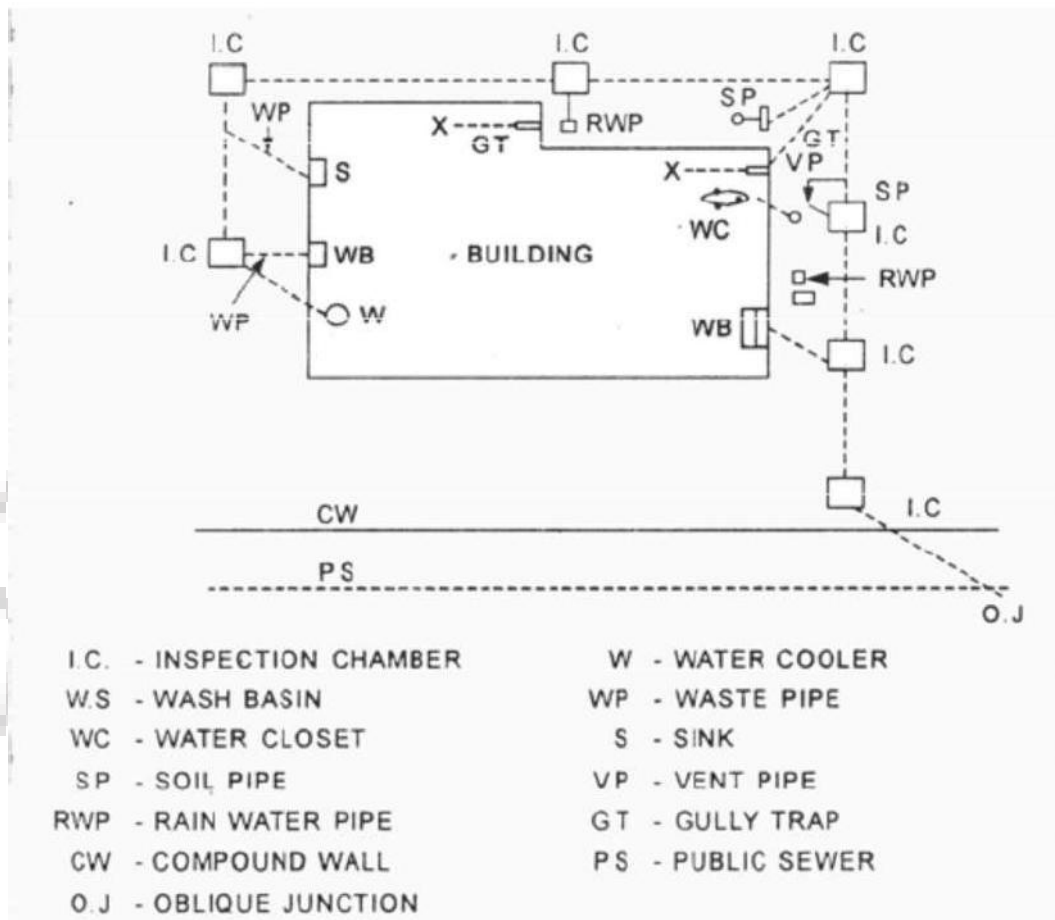 I.C I.C I.C
WP SP
X RWP
GT GT
X VP
S SP
WC I.C
I.C WB BUILDING
RWP
WP W WB
I.C
I.C
CW
PS
O.J
I.C. - INSPECTION CHAMBER W - WATER COOLER
W.S - WASH BASIN WP - WASTE PIPE
WC - WATER CLOSET S - SINK
SP - SOIL PIPE VP - VENT PIPE
RWP - RAIN WATER PIPE GT - GULLY TRAP
CW - COMPOUND WALL PS - PUBLIC SEWER
O.J - OBLIQUE JUNCTION